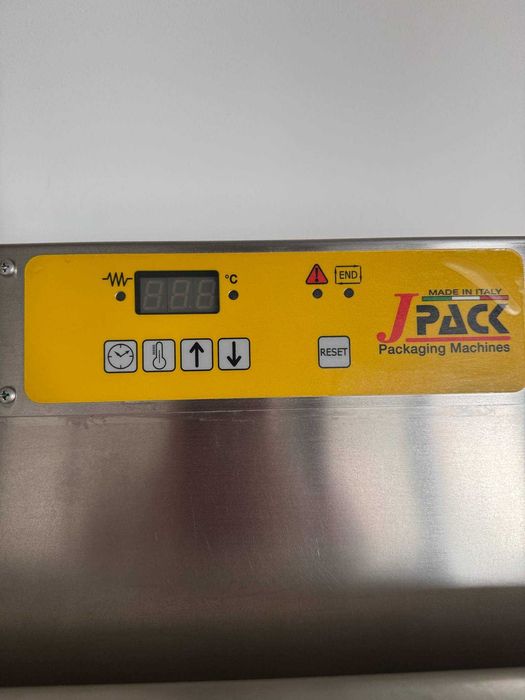 °C
END
MADE IN ITALY
JPACK
Packaging Machines
RESET